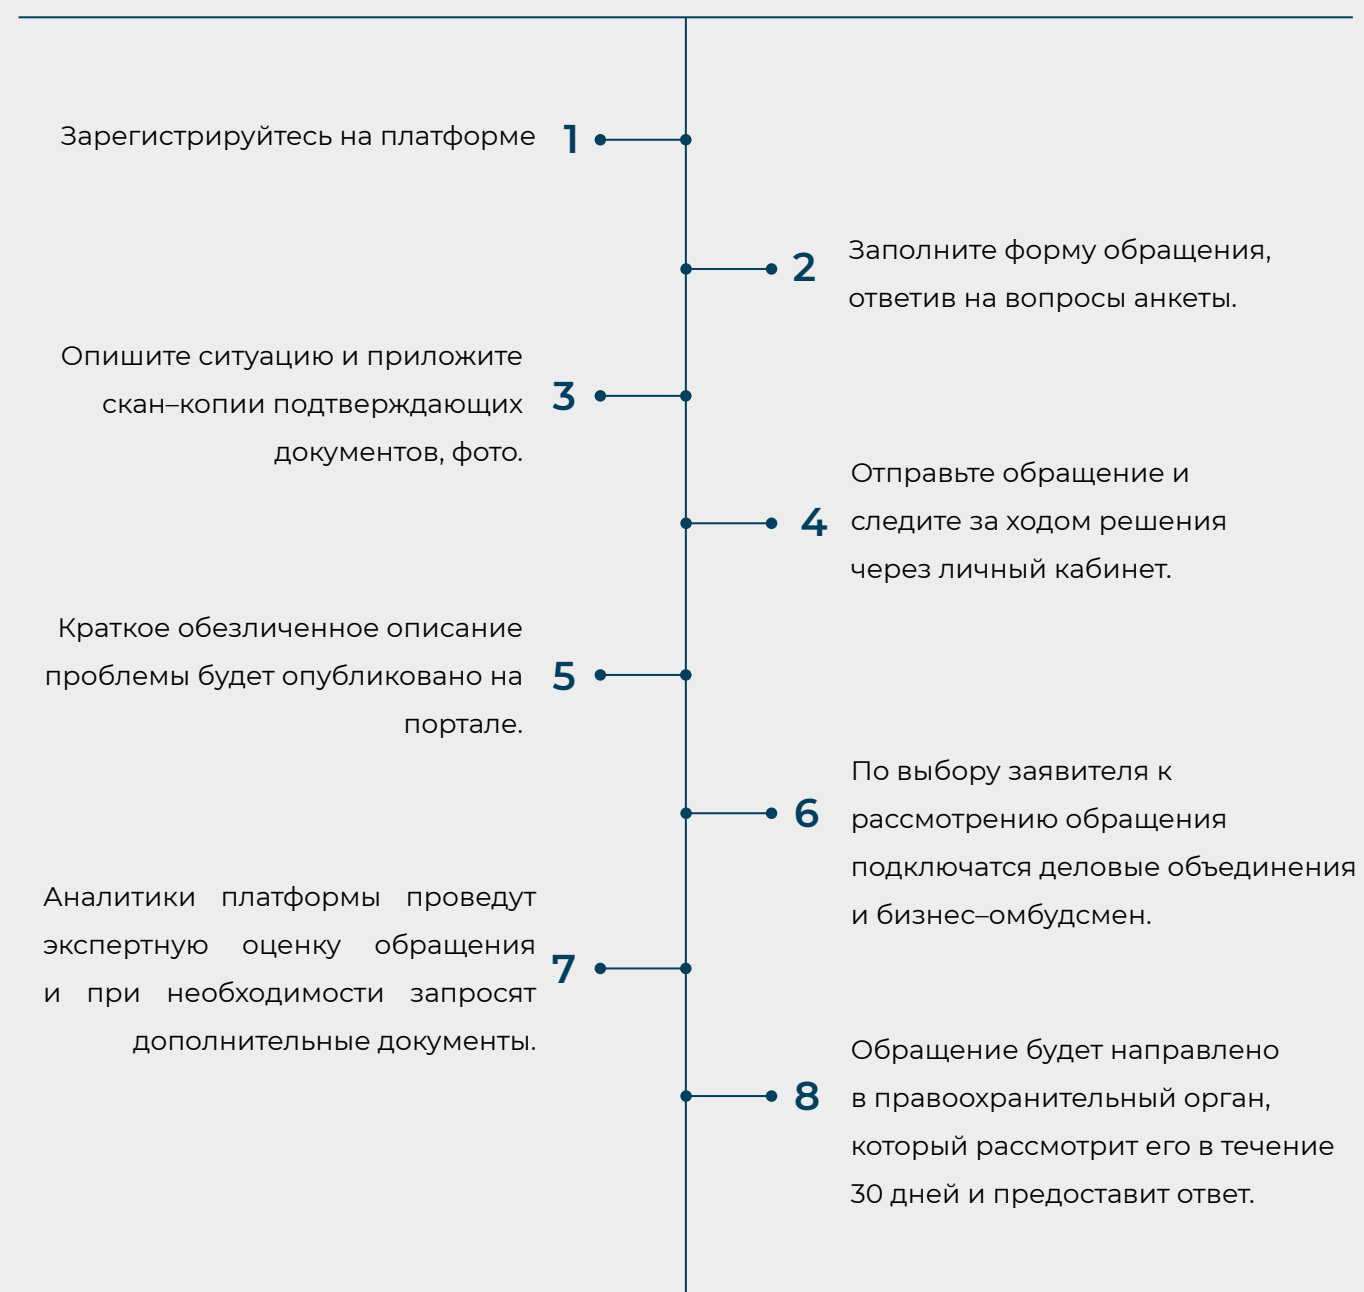 Зарегистрируйтесь на платформе
1
2
Заполните форму обращения,
ответив на вопросы анкеты.
Опишите ситуацию и приложите
скан–копии подтверждающих
документов, фото.
3
4
Отправьте обращение и
следите за ходом решения
через личный кабинет.
Краткое обезличенное описание
проблемы будет опубликовано на
портале.
5
6
По выбору заявителя к
рассмотрению обращения
подключатся деловые объединения
и бизнес–омбудсмен.
Аналитики платформы проведут
экспертную оценку обращения
и при необходимости запросят
дополнительные документы.
7
8
Обращение будет направлено
в правоохранительный орган,
который рассмотрит его в течение
30 дней и предоставит ответ.